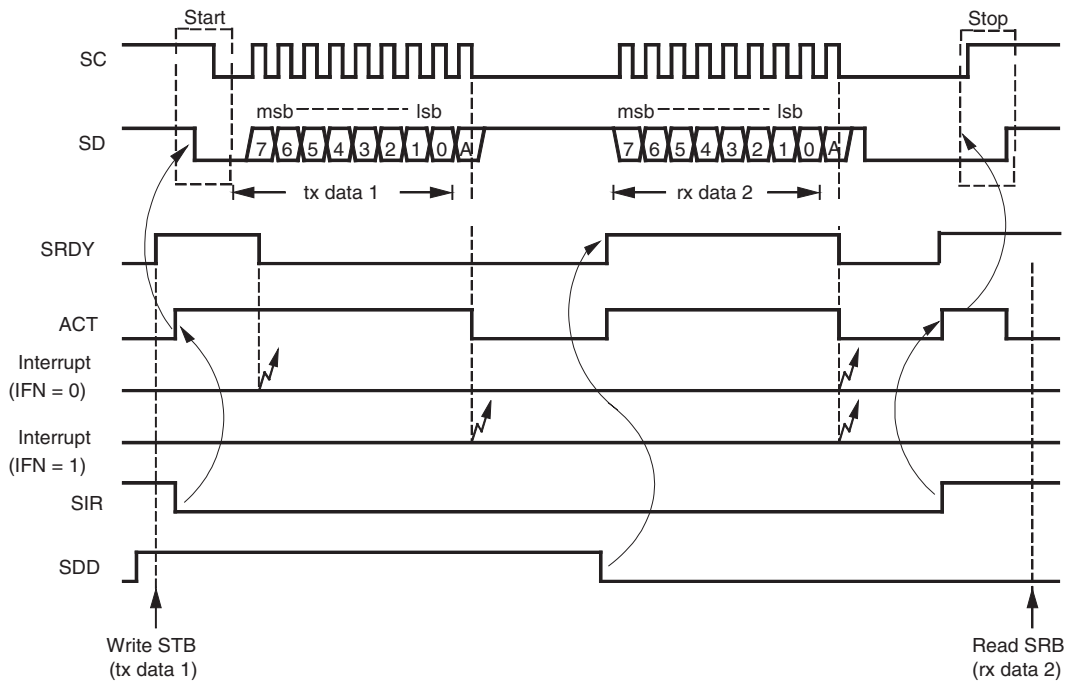 Start
Stop
SC
msb
lsb
msb
lsb
SD
7 6 5 4 3 2 1 0 A
7 6 5 4 3 2 1 0 A
tx data 1
rx data 2
SRDY
ACT
Interrupt
(IFN = 0)
Interrupt
(IFN = 1)
SIR
SDD
Write STB
(tx data 1)
Read SRB
(rx data 2)